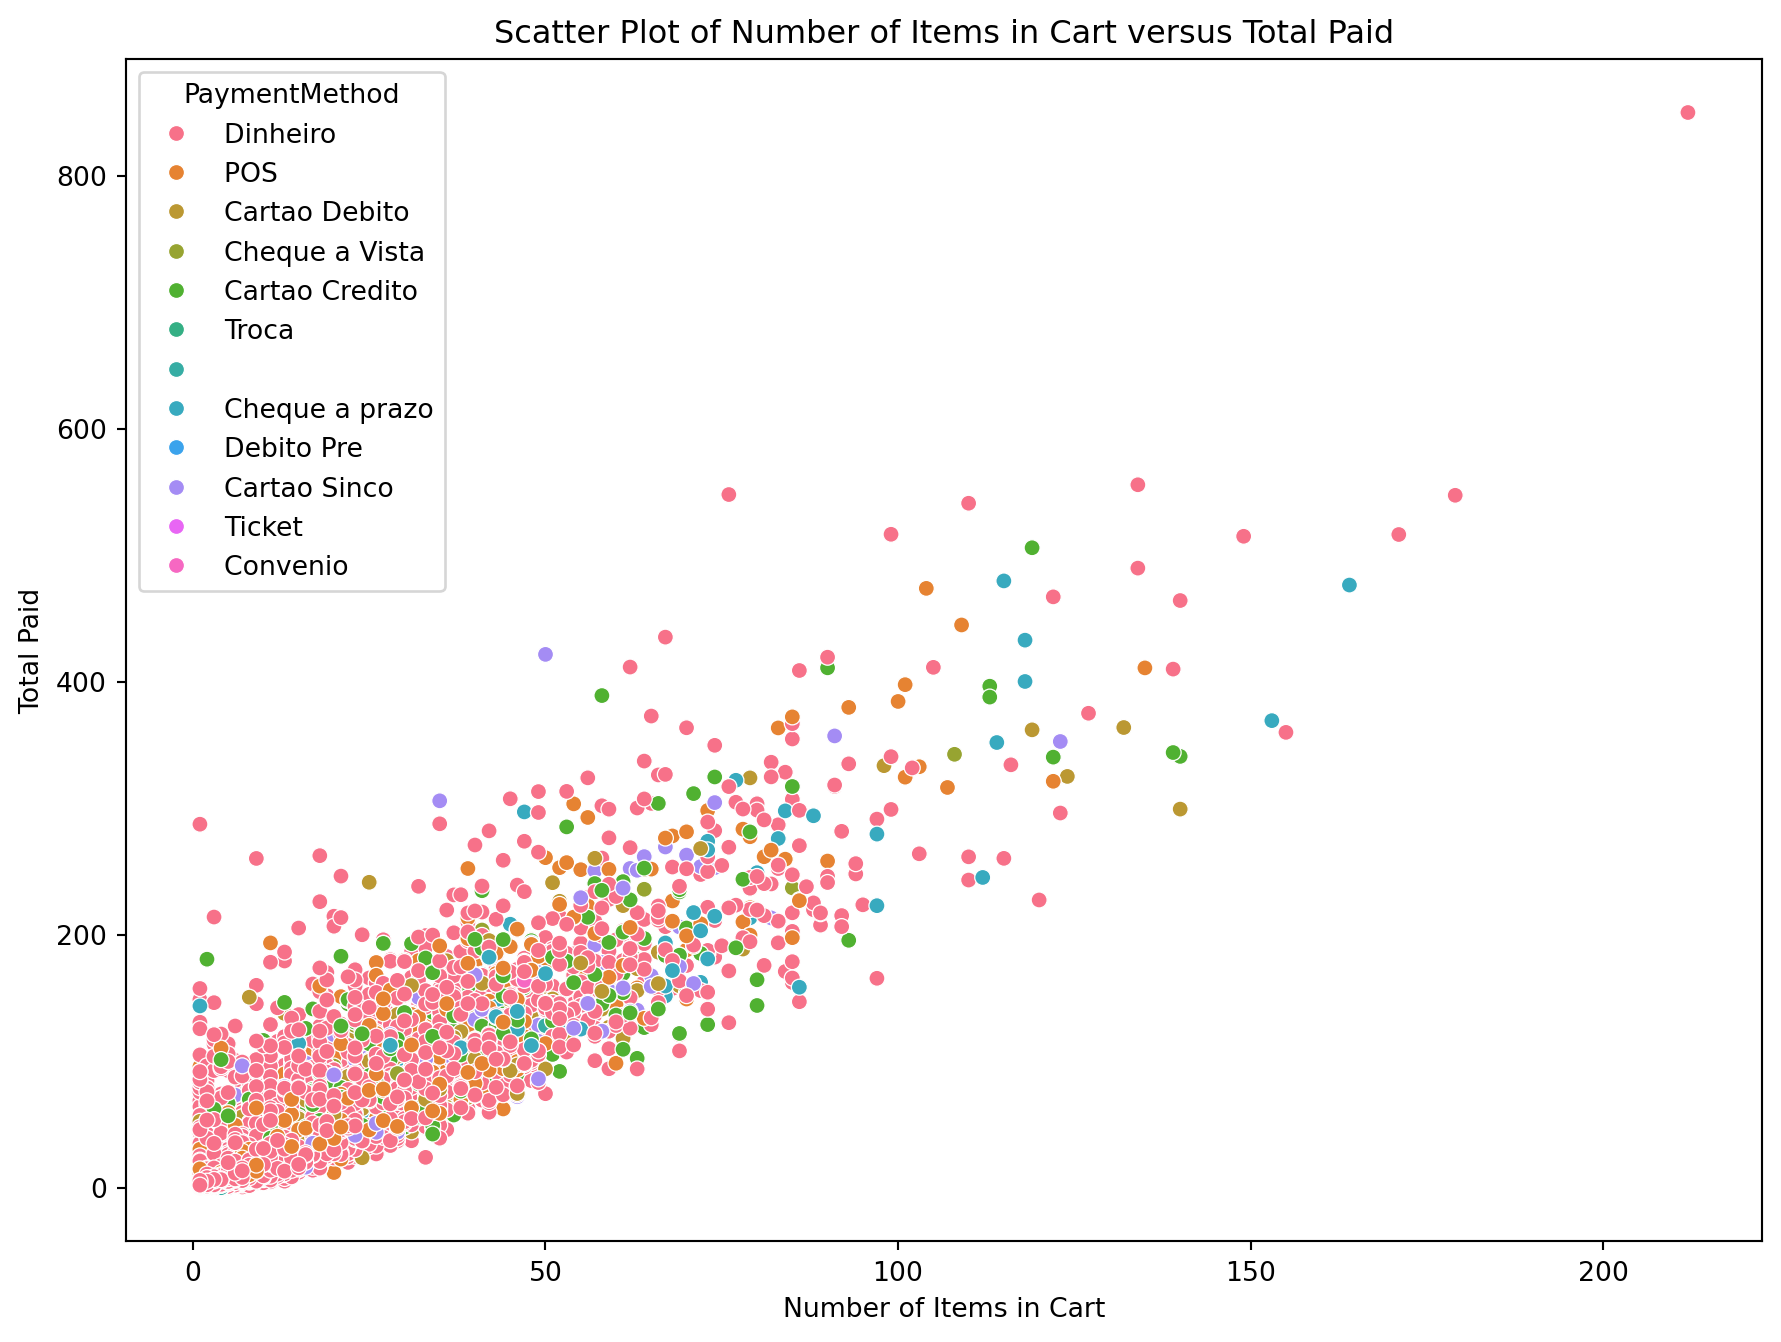 Scatter Plot of Number of Items in Cart versus Total Paid
PaymentMethod
Dinheiro
POS
Cartao Debito
Cheque a Vista
Cartao Credito
Troca
Cheque a prazo
Debito Pre
Cartao Sinco
Ticket
Convenio
800
600
400
200
0
Total Paid
0
50
100
150
200
Number of Items in Cart